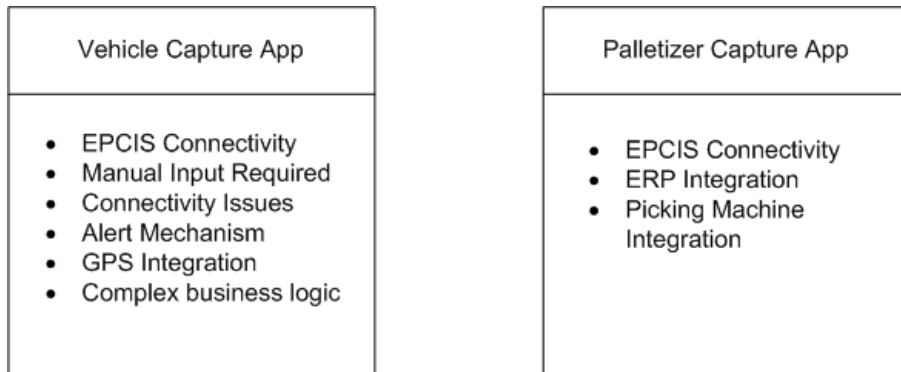 Vehicle Capture App
• EPCIS Connectivity
• Manual Input Required
• Connectivity Issues
• Alert Mechanism
• GPS Integration
• Complex business logic
Palletizer Capture App
• EPCIS Connectivity
• ERP Integration
• Picking Machine
Integration